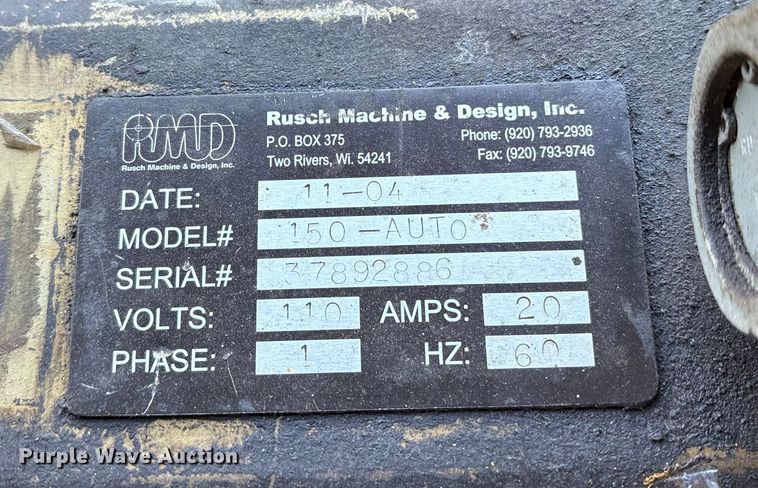 RMD
Rusch Machine & Design, Inc.
Rusch Machine & Design, Inc.
P.O. BOX 375 Phone: (920) 793-2936
Two Rivers, Wi. 54241 Fax: (920) 793-9746
DATE: 11-04
MODEL# 150-AUTO
SERIAL# 37892886
VOLTS: 110 AMPS: 20
PHASE: 1 HZ: 60
Purple Wave Auction